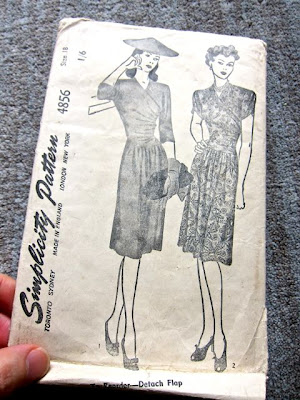 Simplicity Pattern 4856 Size 18
TORONTO SYDNEY MADE IN ENGLAND LONDON NEW YORK 1/6
1
2
Reorder—Detach Flap